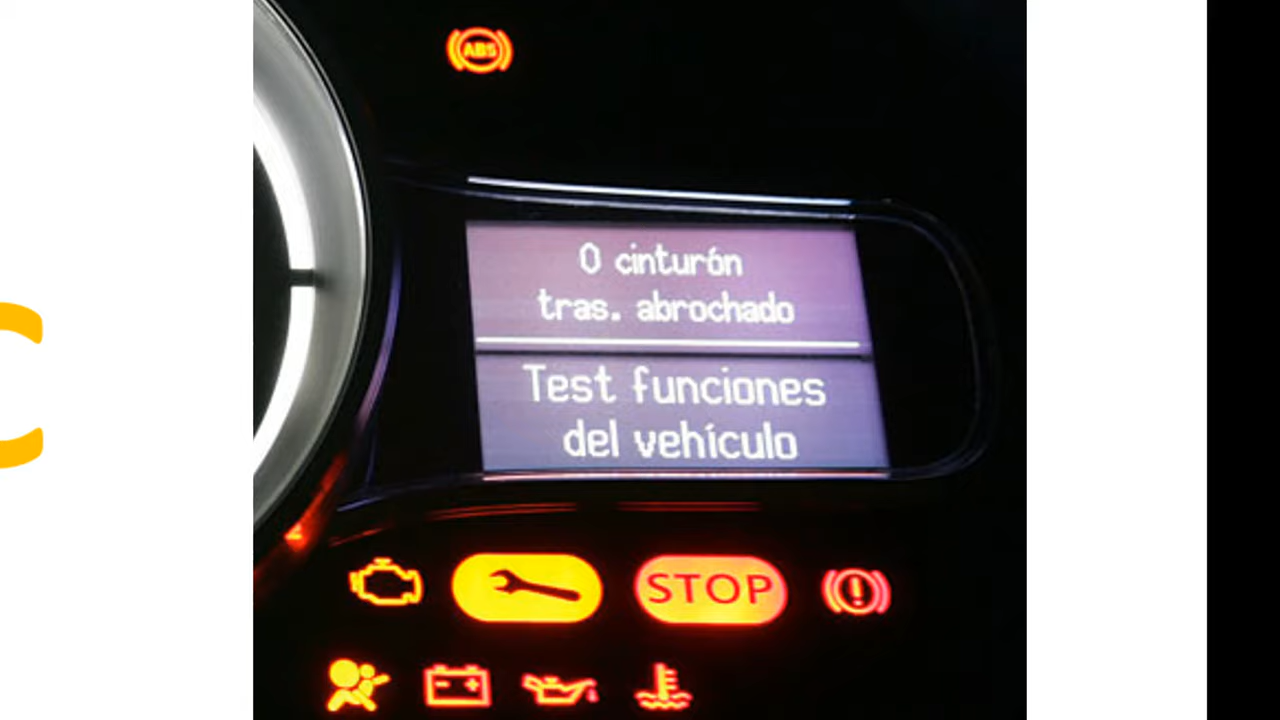 ABS
0 cinturón
tras. abrochado
Test funciones
del vehículo
STOP